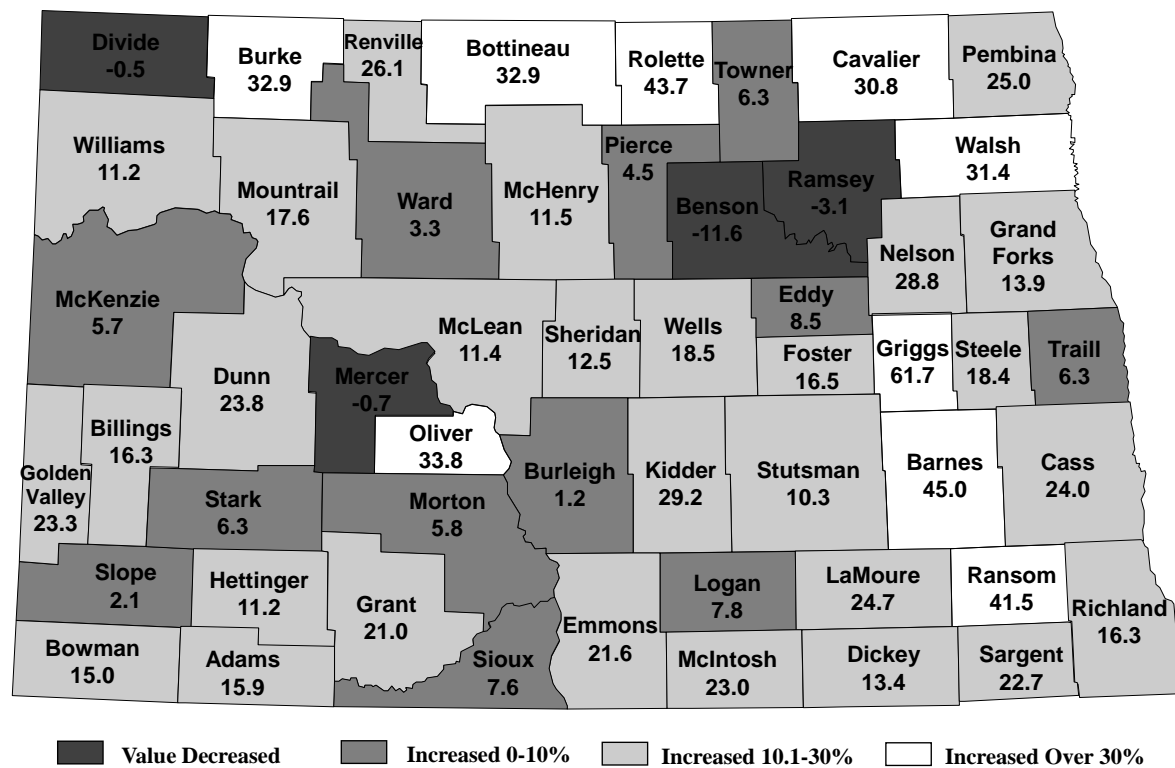 Divide
-0.5
Burke
32.9
Renville
26.1
Bottineau
32.9
Rolette
43.7
Towner
6.3
Cavalier
30.8
Pembina
25.0
Williams
11.2
Mountrail
17.6
Ward
3.3
McHenry
11.5
Pierce
4.5
Benson
-11.6
Ramsey
-3.1
Walsh
31.4
Nelson
28.8
Grand
Forks
13.9
McKenzie
5.7
Dunn
23.8
McLean
11.4
Sheridan
12.5
Wells
18.5
Eddy
8.5
Foster
16.5
Griggs
61.7
Steele
18.4
Traill
6.3
Mercer
-0.7
Oliver
33.8
Golden
Valley
23.3
Billings
16.3
Stark
6.3
Morton
5.8
Burleigh
1.2
Kidder
29.2
Stutsman
10.3
Barnes
45.0
Cass
24.0
Slope
2.1
Hettinger
11.2
Grant
21.0
Emmons
21.6
Logan
7.8
LaMoure
24.7
Ransom
41.5
Richland
16.3
Bowman
15.0
Adams
15.9
Sioux
7.6
McIntosh
23.0
Dickey
13.4
Sargent
22.7
Value Decreased
Increased 0-10%
Increased 10.1-30%
Increased Over 30%